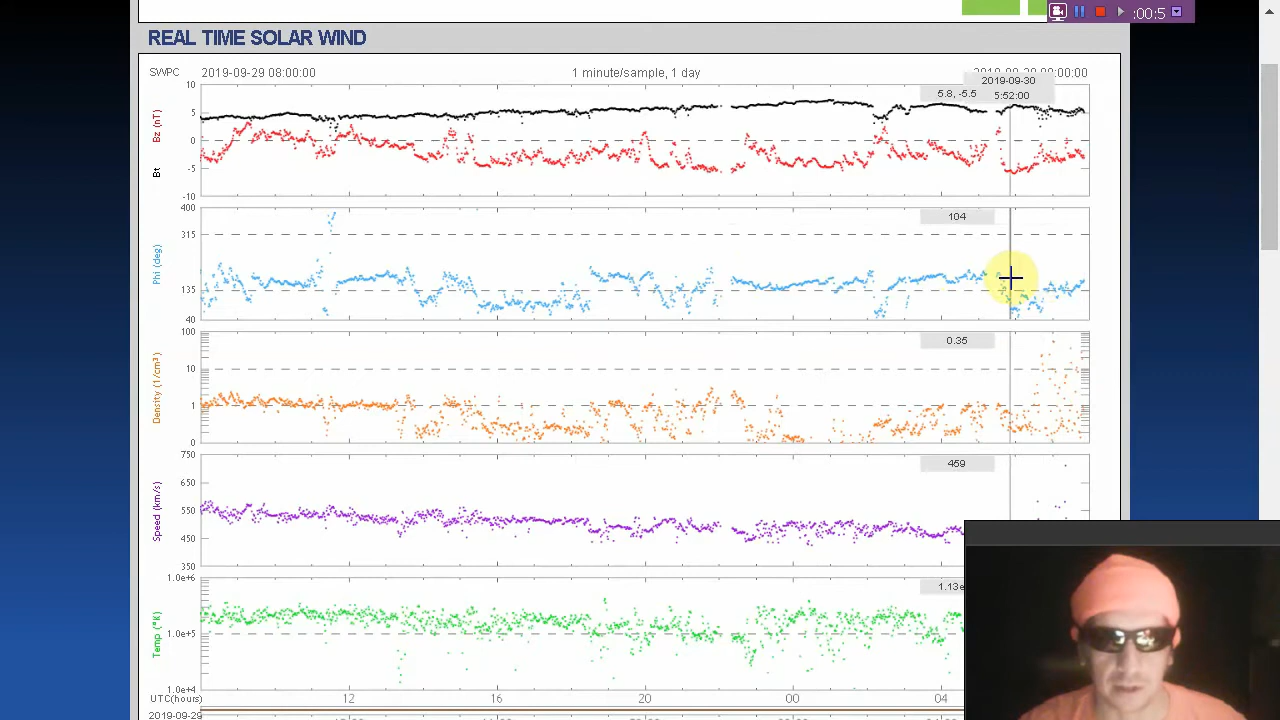 :00:5
REAL TIME SOLAR WIND
SWPC 2019-09-29 08:00:00 1 minute/sample, 1 day
2019-09-30
5.8, -5.5 5:52:00
Bz (nT)
Bt
10
5
0
-5
-10
Phi (deg)
400
315
135
40
104
Density (1/cm³)
100
10
1
0
0.35
Speed (km/s)
750
650
550
450
350
459
Temp (°K)
1.0e+6
1.0e+5
1.0e+4
1.13e
UTC(hours) 12 16 20 00 04
2019-09-29